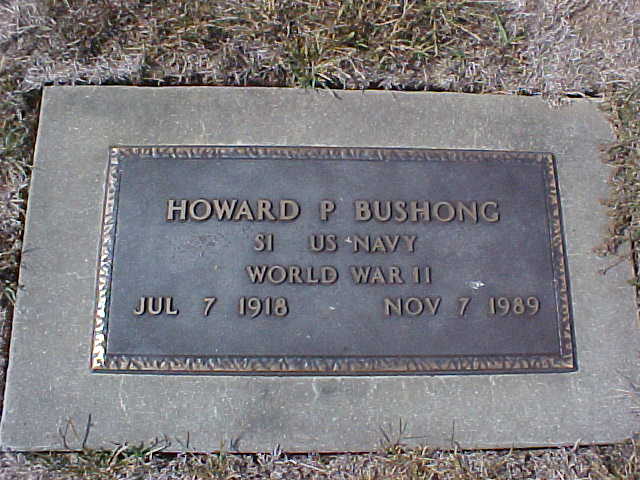 HOWARD P BUSHONG
S1 US NAVY
WORLD WAR II
JUL 7 1918 NOV 7 1989